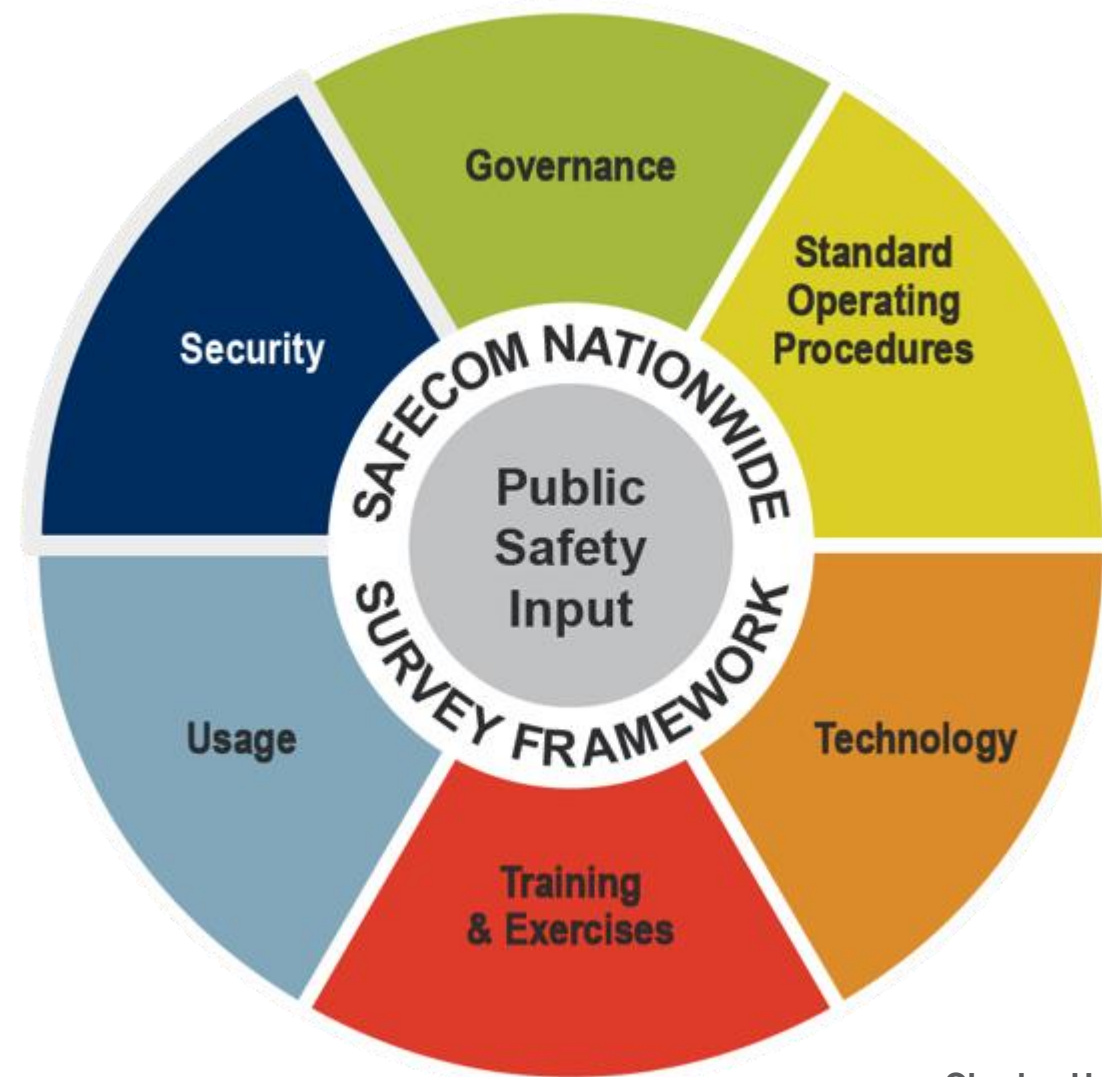 Governance
Standard
Operating
Procedures
Security
SAFECOM NATIONWIDE
Public
Safety
Input
SURVEY FRAMEWORK
Usage
Technology
Training
& Exercises